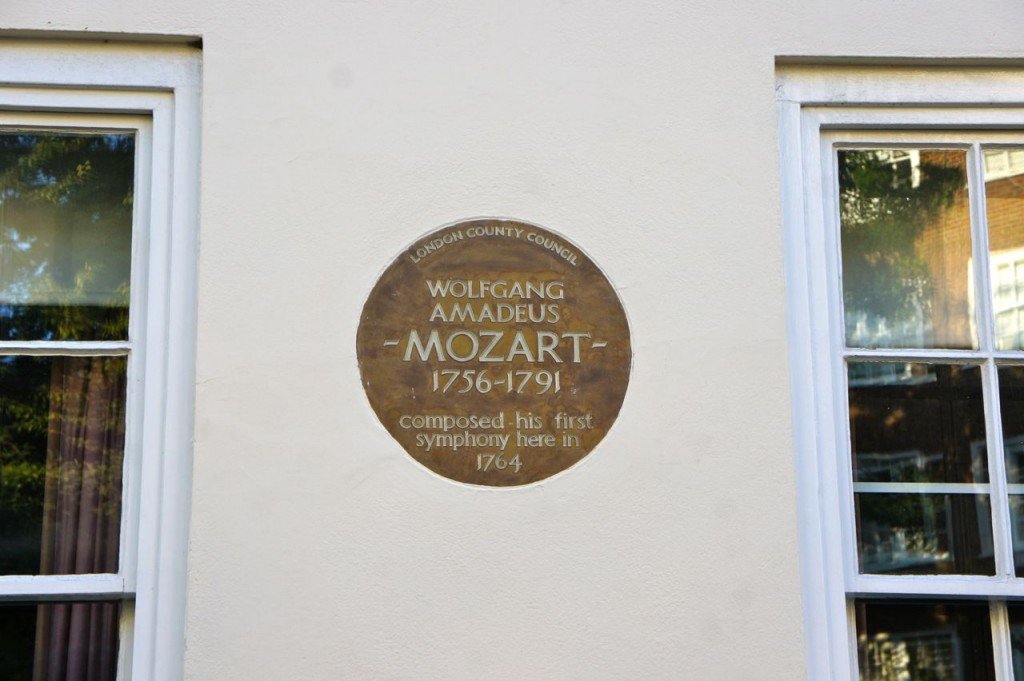 LONDON COUNTY COUNCIL
WOLFGANG
AMADEUS
-MOZART-
1756-1791
composed his first
symphony here in
1764